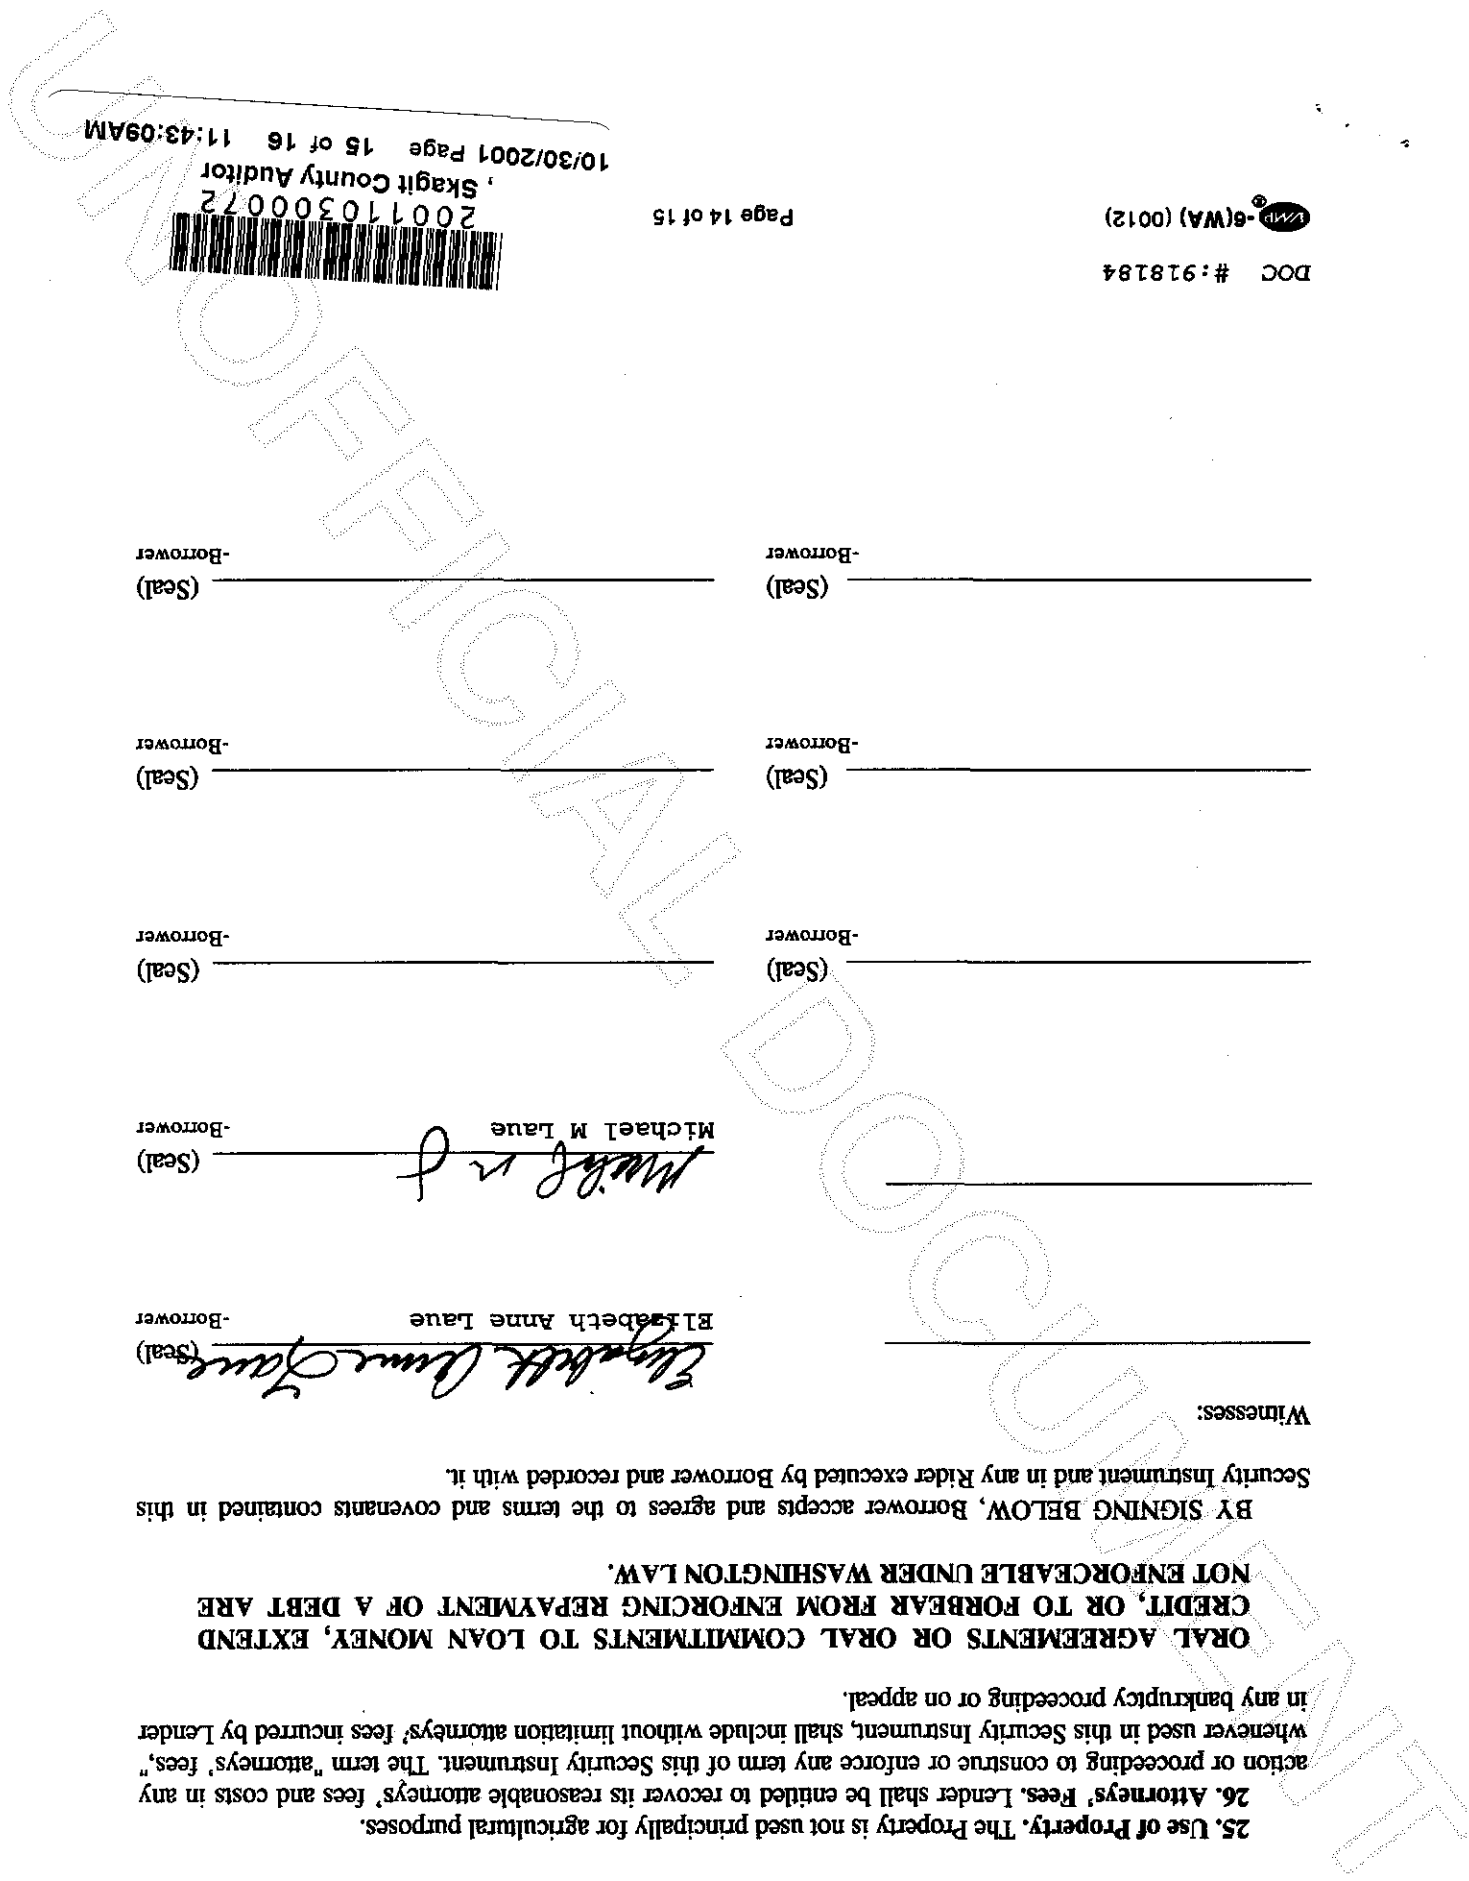 25. Use of Property. The Property is not used principally for agricultural purposes.
26. Attorneys' Fees. Lender shall be entitled to recover its reasonable attorneys' fees and costs in any
action or proceeding to construe or enforce any term of this Security Instrument. The term "attorneys' fees,"
whenever used in this Security Instrument, shall include without limitation attorneys' fees incurred by Lender
in any bankruptcy proceeding or on appeal.
ORAL AGREEMENTS OR ORAL COMMITMENTS TO LOAN MONEY, EXTEND
CREDIT, OR TO FORBEAR FROM ENFORCING REPAYMENT OF A DEBT ARE
NOT ENFORCEABLE UNDER WASHINGTON LAW.
BY SIGNING BELOW, Borrower accepts and agrees to the terms and covenants contained in this
Security Instrument and in any Rider executed by Borrower and recorded with it.
Witnesses:
Elizabeth Anne Laue (Seal)
Elizabeth Anne Laue -Borrower
(Seal)
Michael M Laue -Borrower
(Seal) (Seal)
-Borrower -Borrower
(Seal) (Seal)
-Borrower -Borrower
(Seal) (Seal)
-Borrower -Borrower
DOC #:918184
VMP-6(WA) (0012) Page 14 of 15
200110300072
, Skagit County Auditor
10/30/2001 Page 15 of 16 11:43:09AM
UNOFFICIAL DOCUMENT